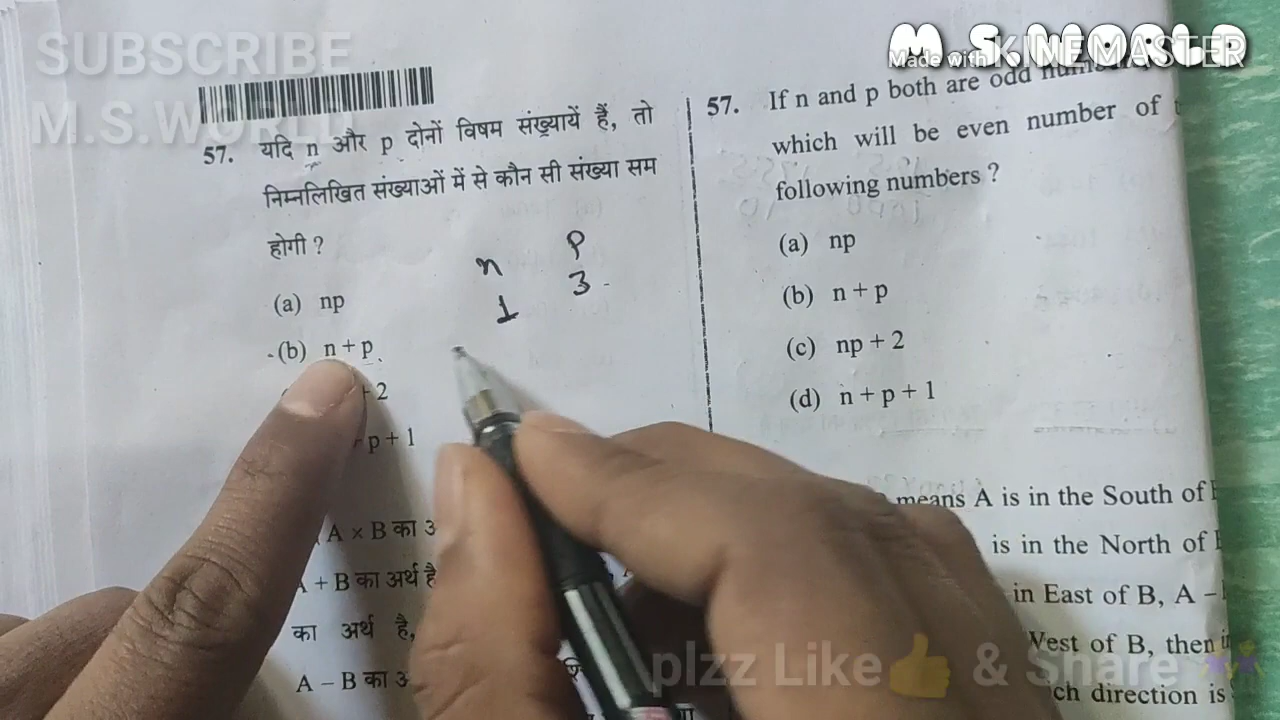 SUBSCRIBE
M.S.WORLD
M.S.WORLD
Made with KINEMASTER
57. यदि n और p दोनों विषम संख्यायें हैं, तो
निम्नलिखित संख्याओं में से कौन सी संख्या सम
होगी ?
(a) np
(b) n + p
+ 2
p + 1
n p
1 3
A × B का
A + B का अर्थ है
का अर्थ है,
A – B का
57. If n and p both are odd
which will be even number of
following numbers ?
(a) np
(b) n + p
(c) np + 2
(d) n + p + 1
means A is in the South of
is in the North of
in East of B, A –
West of B, then
direction is
plzz Like👍 & Share